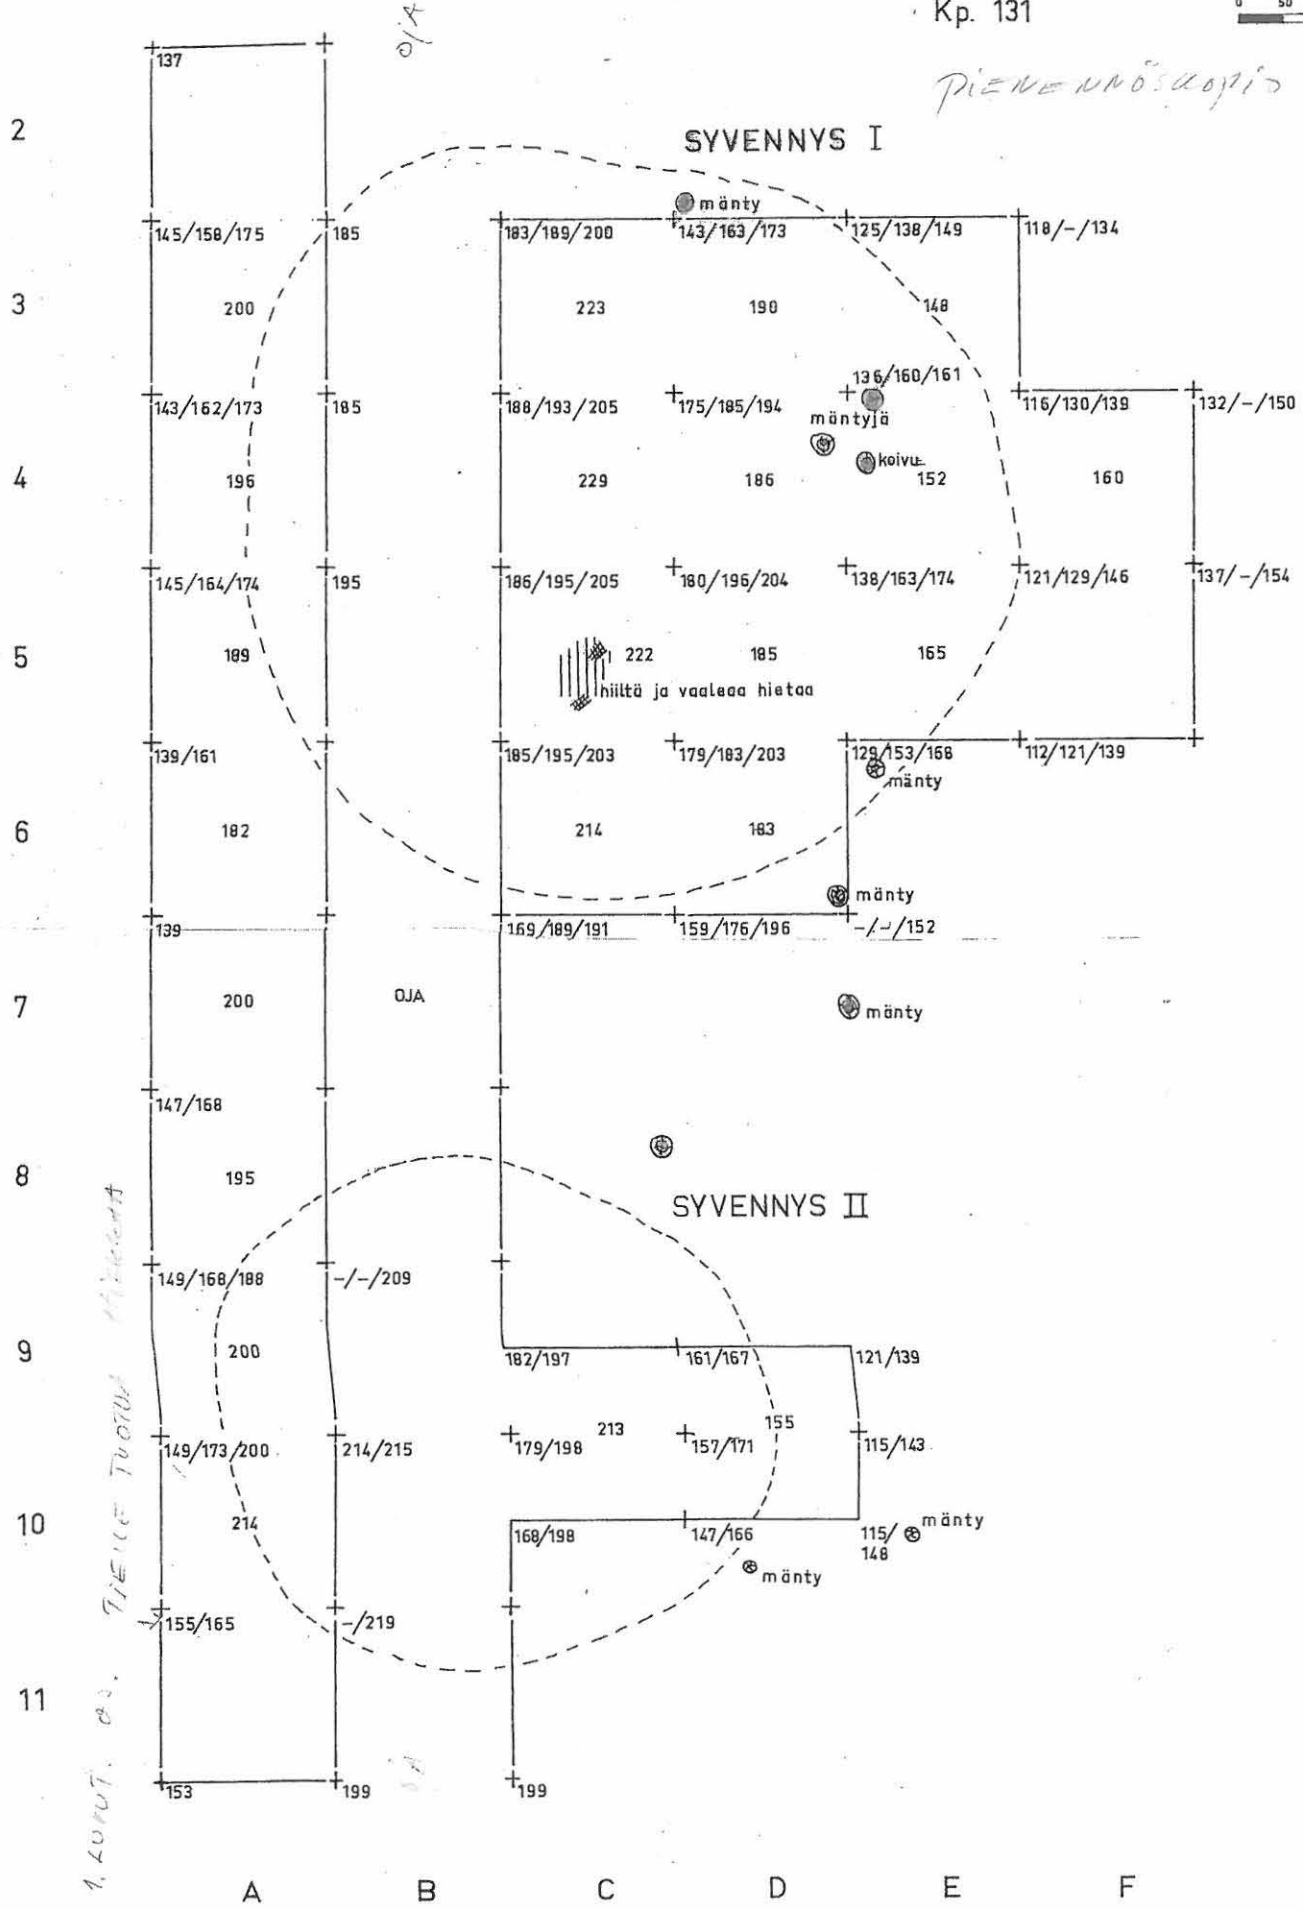 Kp. 131
0 50
PIENENNÖSKOPIO
OJA
137
2
SYVENNYS I
mänty
145/158/175 185 183/189/200 143/163/173 125/138/149 118/-/134
3 200 223 190 148
136/160/161
143/162/173 185 188/193/205 175/185/194 116/130/139 132/-/150
mäntyjä
koivu
4 196 229 186 152 160
145/164/174 195 186/195/205 180/196/204 138/163/174 121/129/146 137/-/154
5 189 222 185 165
hiiltä ja vaaleaa hietaa
139/161 185/195/203 179/183/203 129/153/168 112/121/139
mänty
6 182 214 183
mänty
139 169/189/191 159/176/196 -/-/152
7 200 OJA
mänty
147/168
8 195
SYVENNYS II
149/168/188 -/-/209
9 200
182/197 161/167 121/139
213 155
149/173/200 214/215 179/198 157/171 115/143
10 214
168/198 147/166 115/
148
mänty
mänty
155/165 -/219
11
153 199 199
1. LUVUT. TIELLE TUOTUA
A B C D E F